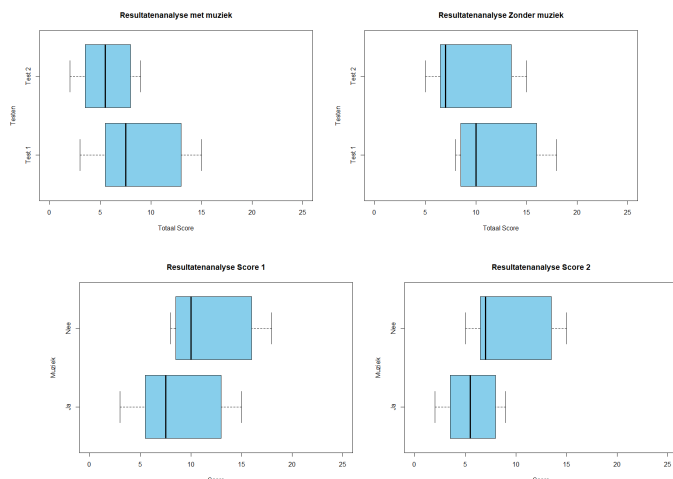 Resultatenanalyse met muziek
Testen
Test 2
Test 1
0 5 10 15 20 25
Totaal Score
Resultatenanalyse Zonder muziek
Testen
Test 2
Test 1
0 5 10 15 20 25
Totaal Score
Resultatenanalyse Score 1
Muziek
Nee
Ja
0 5 10 15 20 25
Score
Resultatenanalyse Score 2
Muziek
Nee
Ja
0 5 10 15 20 25
Score